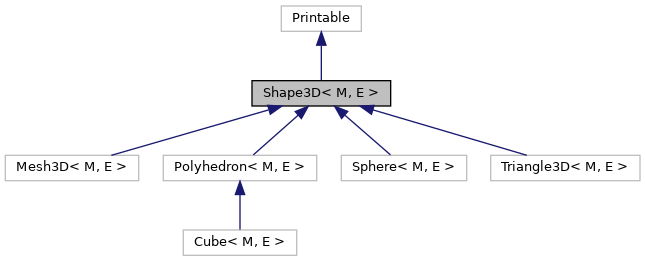 Printable
Shape3D< M, E >
Mesh3D< M, E >
Polyhedron< M, E >
Sphere< M, E >
Triangle3D< M, E >
Cube< M, E >